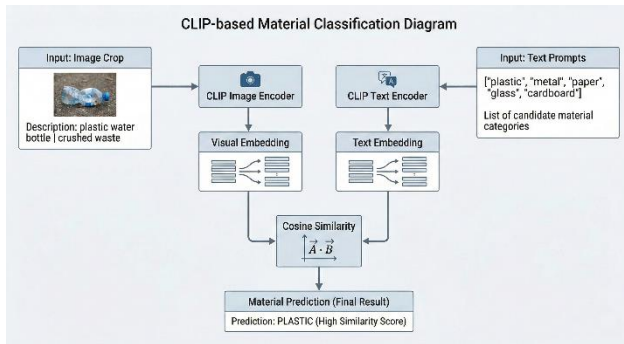 CLIP-based Material Classification Diagram
Input: Image Crop
Description: plastic water
bottle | crushed waste
CLIP Image Encoder
CLIP Text Encoder
Input: Text Prompts
["plastic", "metal", "paper",
"glass", "cardboard"]
List of candidate material
categories
Visual Embedding
Text Embedding
Cosine Similarity
A · B
Material Prediction (Final Result)
Prediction: PLASTIC (High Similarity Score)